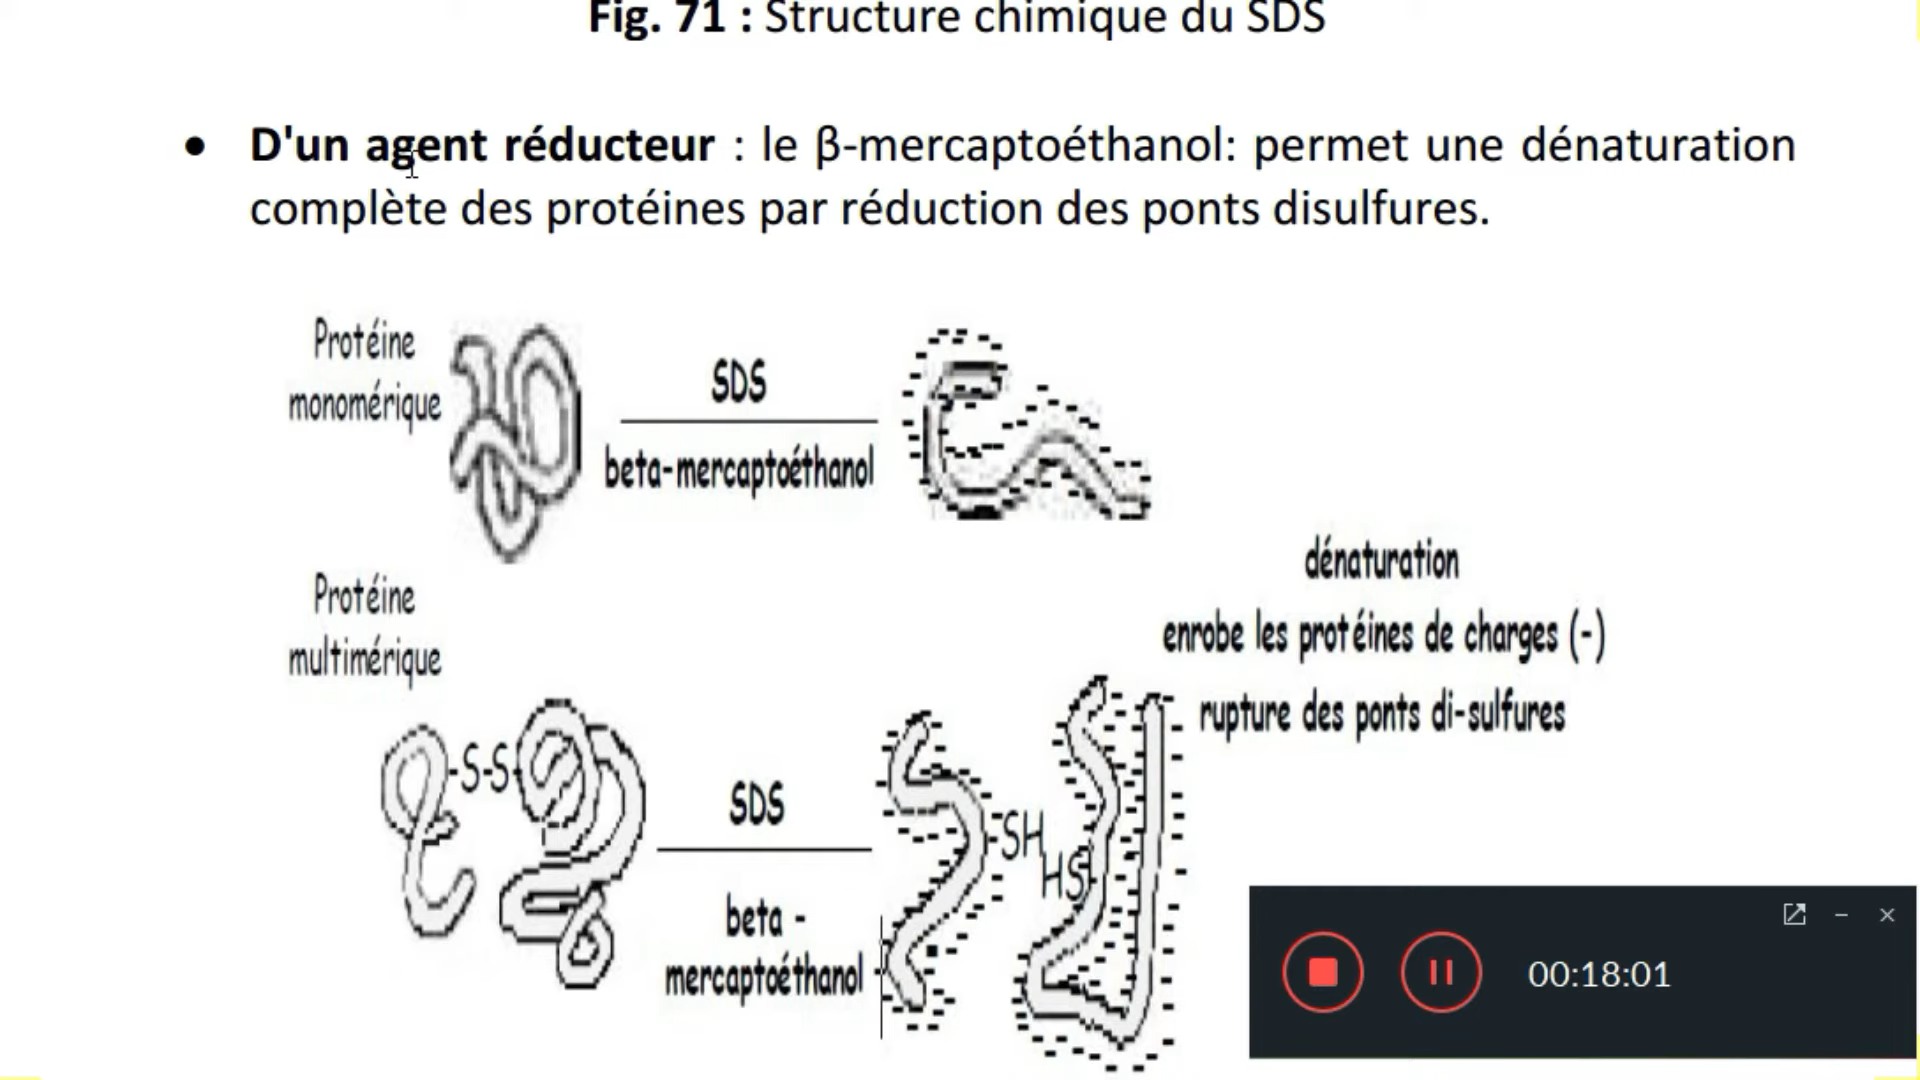 Fig. 71 : Structure chimique du SDS
• D'un agent réducteur : le β-mercaptoéthanol: permet une dénaturation
complète des protéines par réduction des ponts disulfures.
Protéine
monomérique
SDS
beta-mercaptoéthanol
dénaturation
enrobe les protéines de charges (-)
rupture des ponts di-sulfures
Protéine
multimérique
-S-S-
SDS
beta -
mercaptoéthanol
-SH
HS
00:18:01